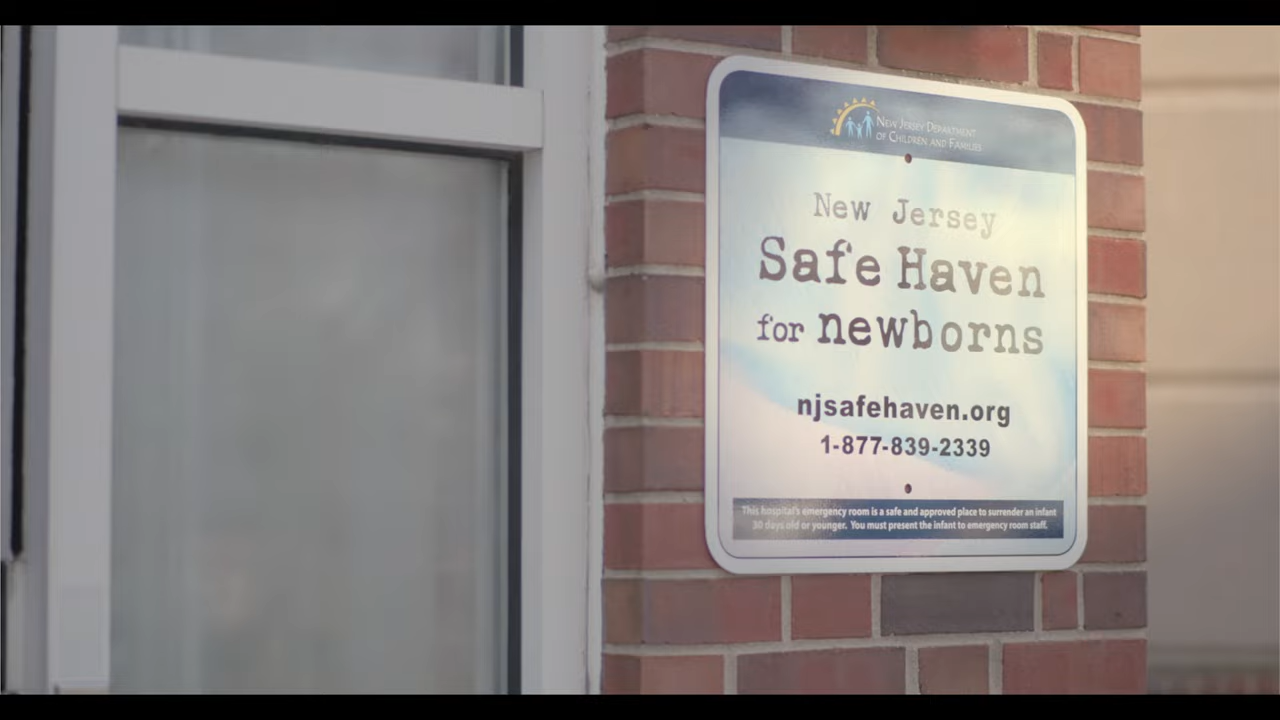 New Jersey Department
of Children and Families
New Jersey
Safe Haven
for newborns
njsafehaven.org
1-877-839-2339
This hospital's emergency room is a safe and approved place to surrender an infant
30 days old or younger. You must present the infant to emergency room staff.